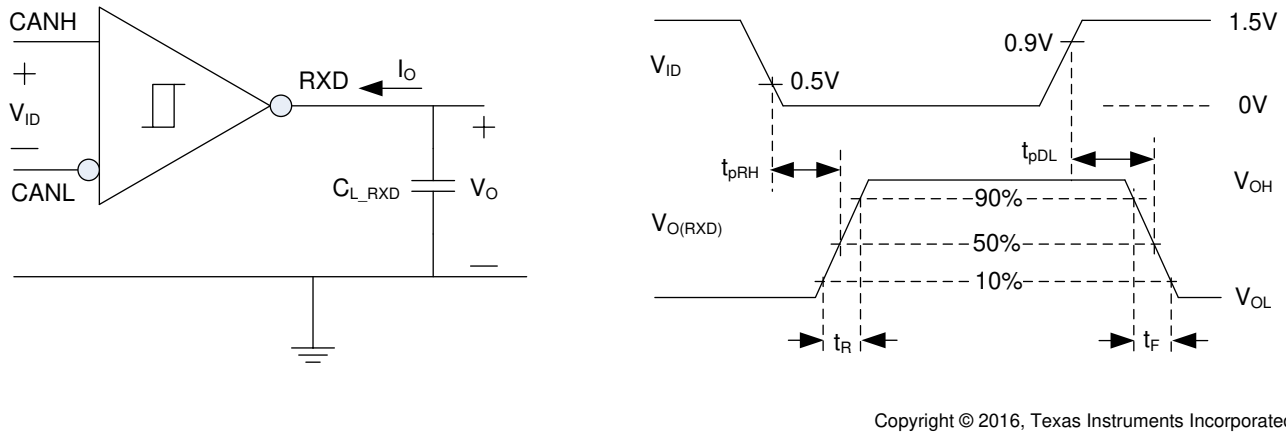 CANH
+
V_ID
—
CANL
RXD
I_O
C_L_RXD
+
V_O
—
V_ID
0.5V
0.9V
1.5V
0V
t_pRH
t_pDL
V_O(RXD)
90%
50%
10%
V_OH
V_OL
t_R
t_F
Copyright © 2016, Texas Instruments Incorporated